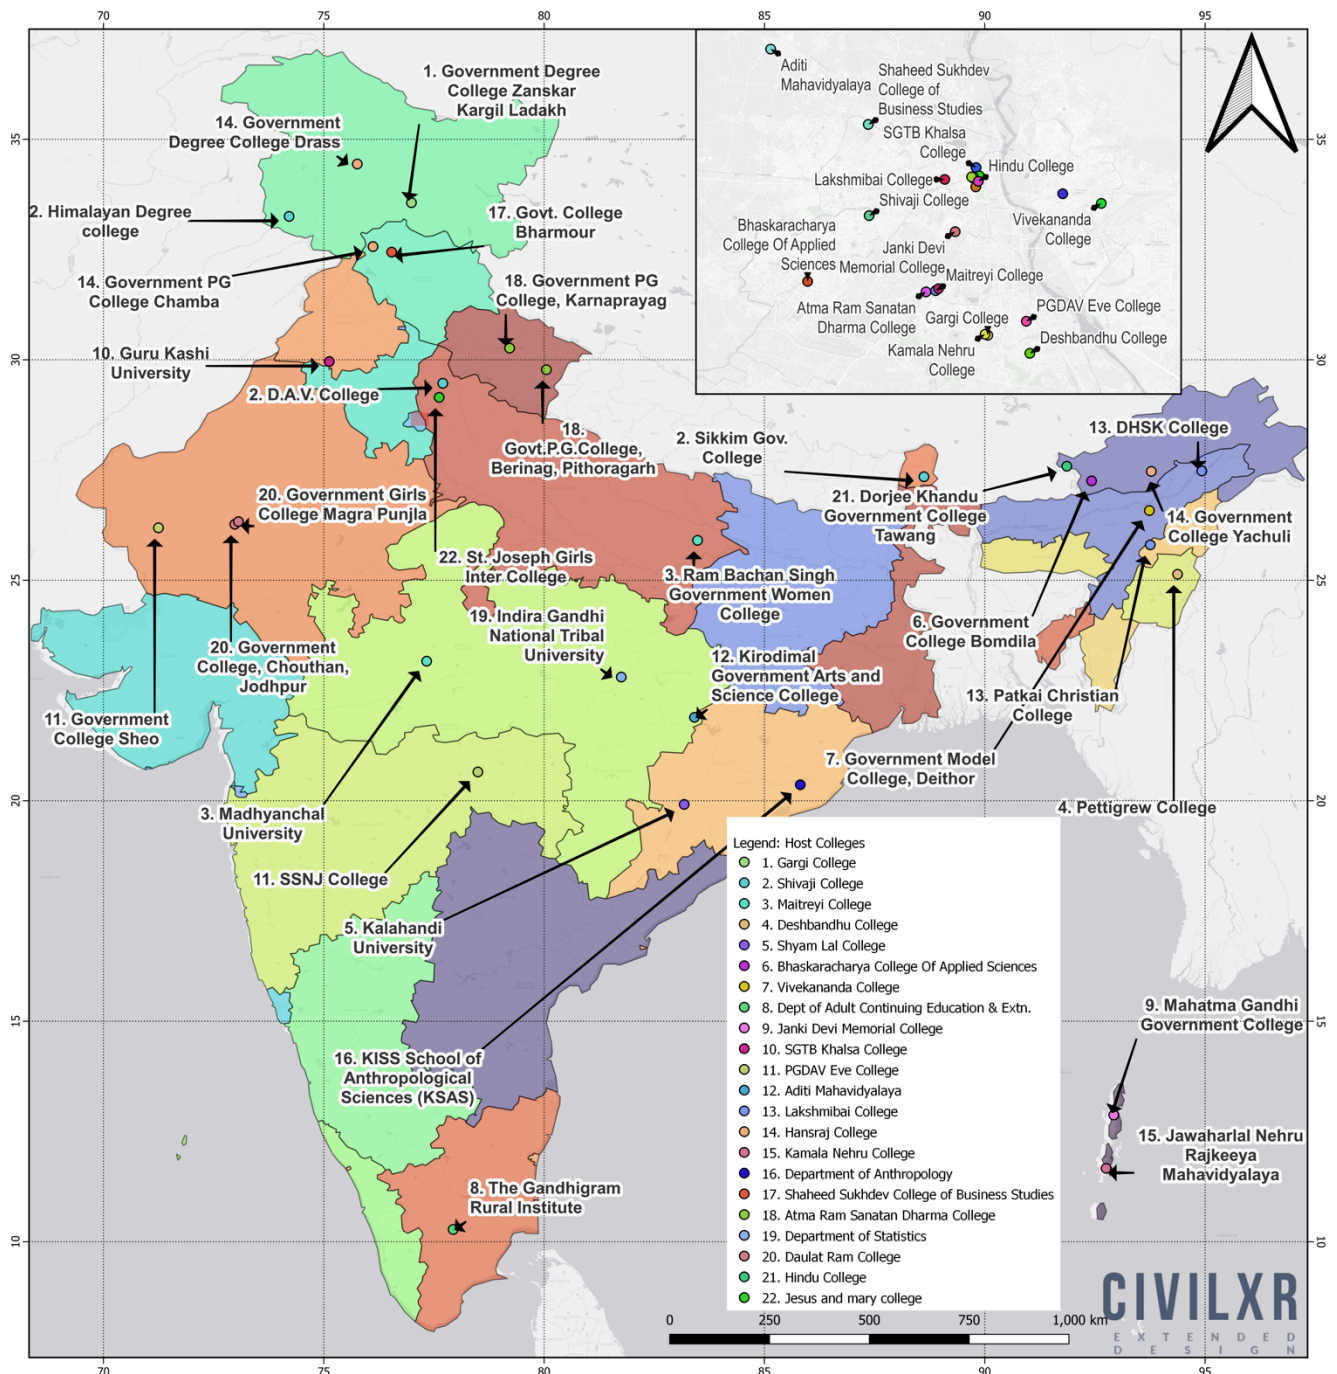 70
75
80
85
90
95
35
30
25
20
15
10
1. Government Degree
College Zanskar
Kargil Ladakh
14. Government
Degree College Drass
2. Himalayan Degree
college
17. Govt. College
Bharmour
14. Government PG
College Chamba
18. Government PG
College, Karnaprayag
10. Guru Kashi
University
2. D.A.V. College
18.
Govt.P.G.College,
Berinag, Pithoragarh
20. Government Girls
College Magra Punjla
22. St. Joseph Girls
Inter College
19. Indira Gandhi
National Tribal
University
3. Ram Bachan Singh
Government Women
College
20. Government
College, Chouthan,
Jodhpur
11. Government
College Sheo
12. Kirodimal
Government Arts and
Science College
3. Madhyanchal
University
11. SSNJ College
5. Kalahandi
University
16. KISS School of
Anthropological
Sciences (KSAS)
8. The Gandhigram
Rural Institute
2. Sikkim Gov.
College
21. Dorjee Khandu
Government College
Tawang
13. DHSK College
14. Government
College Yachuli
6. Government
College Bomdila
13. Patkai Christian
College
7. Government Model
College, Deithor
4. Pettigrew College
9. Mahatma Gandhi
Government College
15. Jawaharlal Nehru
Rajkeeya
Mahavidyalaya
Aditi
Mahavidyalaya
Shaheed Sukhdev
College of
Business Studies
SGTB Khalsa
College
Hindu College
Lakshmibai College
Shivaji College
Vivekananda
College
Bhaskaracharya
College Of Applied
Sciences
Janki Devi
Memorial College
Maitreyi College
Atma Ram Sanatan
Dharma College
Gargi College
PGDAV Eve College
Kamala Nehru
College
Deshbandhu College
Legend: Host Colleges
1. Gargi College
2. Shivaji College
3. Maitreyi College
4. Deshbandhu College
5. Shyam Lal College
6. Bhaskaracharya College Of Applied Sciences
7. Vivekananda College
8. Dept of Adult Continuing Education & Extn.
9. Janki Devi Memorial College
10. SGTB Khalsa College
11. PGDAV Eve College
12. Aditi Mahavidyalaya
13. Lakshmibai College
14. Hansraj College
15. Kamala Nehru College
16. Department of Anthropology
17. Shaheed Sukhdev College of Business Studies
18. Atma Ram Sanatan Dharma College
19. Department of Statistics
20. Daulat Ram College
21. Hindu College
22. Jesus and mary college
0 250 500 750 1,000 km
CIVILXR
EXTENDED
DESIGN
35
30
25
20
15
10
70
75
80
85
90
95